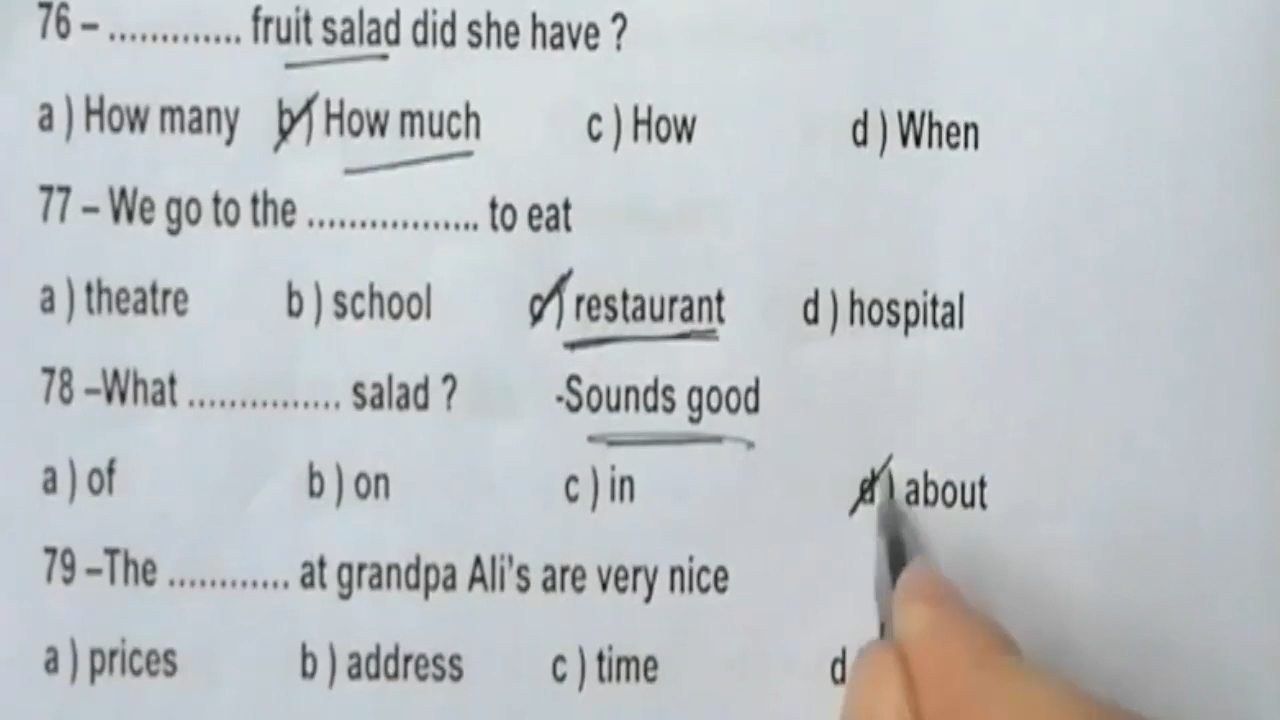 76 – ............. fruit salad did she have ?
a ) How many b ) How much c ) How d ) When
77 – We go to the ................. to eat
a ) theatre b ) school c ) restaurant d ) hospital
78 –What ............... salad ? -Sounds good
a ) of b ) on c ) in d ) about
79 –The ............ at grandpa Ali's are very nice
a ) prices b ) address c ) time d